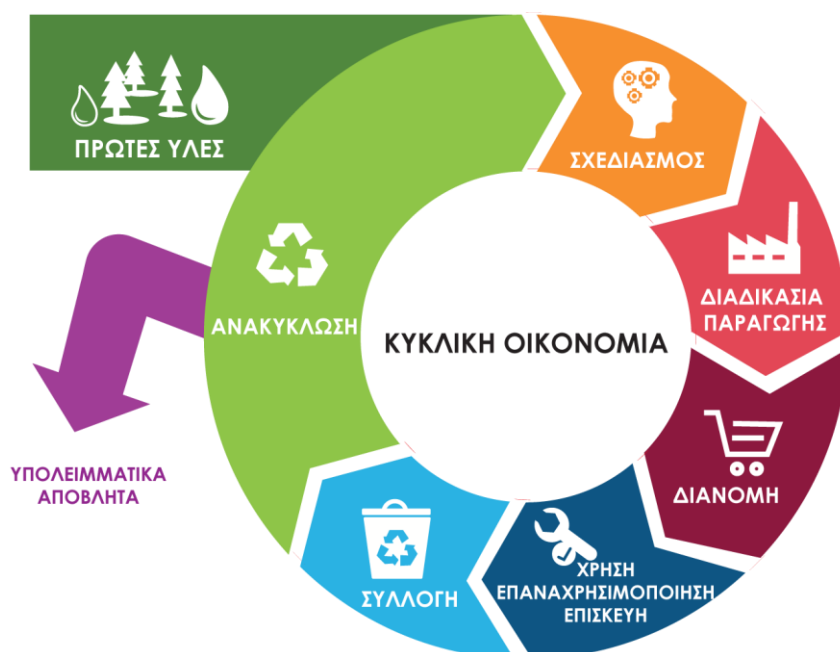 ΠΡΩΤΕΣ ΥΛΕΣ
ΣΧΕΔΙΑΣΜΟΣ
ΔΙΑΔΙΚΑΣΙΑ
ΠΑΡΑΓΩΓΗΣ
ΔΙΑΝΟΜΗ
ΧΡΗΣΗ
ΕΠΑΝΑΧΡΗΣΙΜΟΠΟΙΗΣΗ
ΕΠΙΣΚΕΥΗ
ΣΥΛΛΟΓΗ
ΑΝΑΚΥΚΛΩΣΗ
ΚΥΚΛΙΚΗ ΟΙΚΟΝΟΜΙΑ
ΥΠΟΛΕΙΜΜΑΤΙΚΑ
ΑΠΟΒΛΗΤΑ